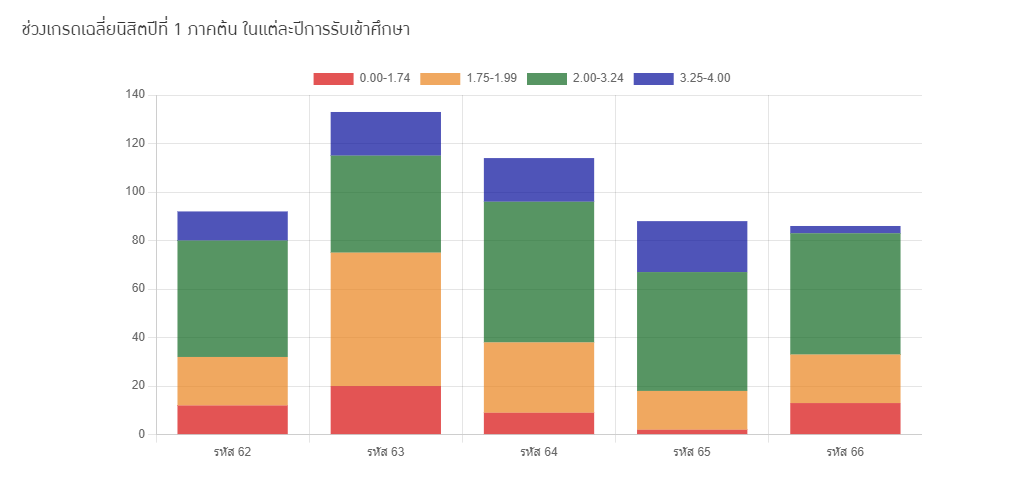 ช่วงเกรดเฉลี่ยนิสิตปีที่ 1 ภาคต้น ในแต่ละปีการรับเข้าศึกษา
0.00-1.74 1.75-1.99 2.00-3.24 3.25-4.00
140
120
100
80
60
40
20
0
รหัส 62 รหัส 63 รหัส 64 รหัส 65 รหัส 66